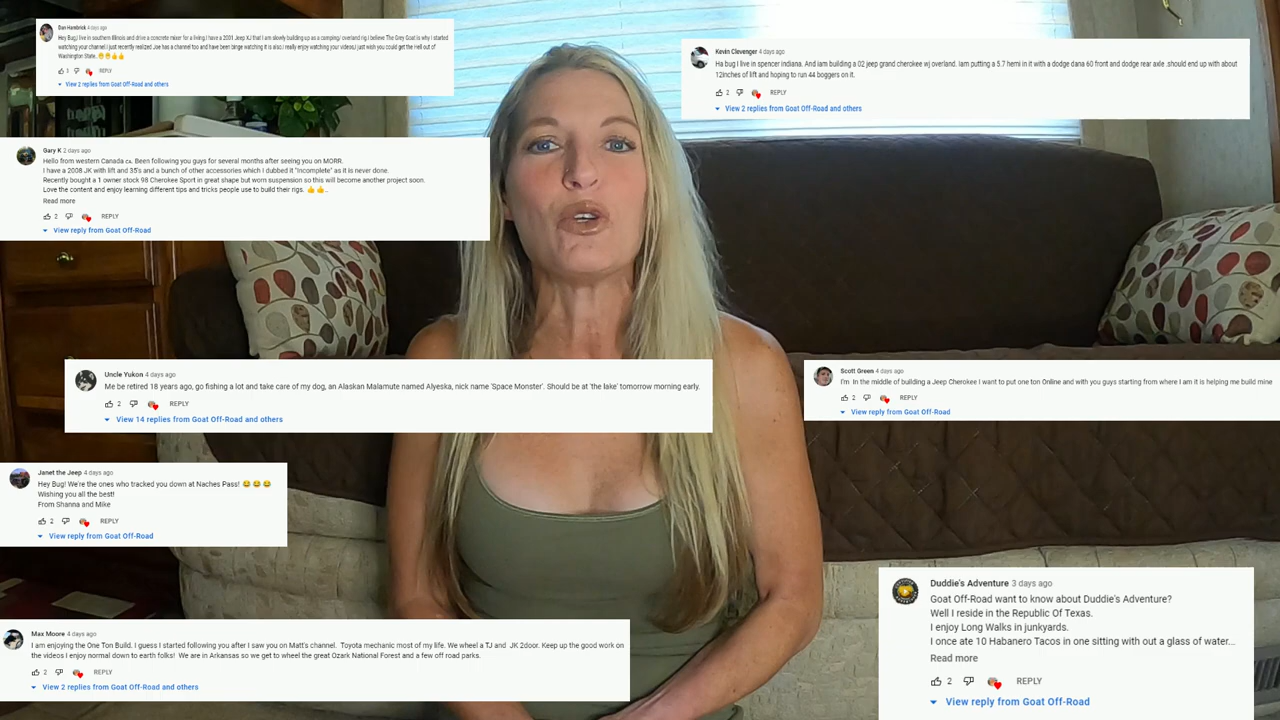 Dan Hambrick 4 days ago
Hey Bug,I live in southern Illinois and drive a concrete mixer for a living.I have a 2001 Jeep XJ that I am slowly building up as a camping/ overland rig.I believe The Grey Goat is why I started
watching your channel.I just recently realized Joe has a channel too and have been binge watching it is also.I really enjoy watching your videos,I just wish you could get the Hell out of
Washington State. 😁😁👍👍
3 REPLY
View 2 replies from Goat Off-Road and others
Kevin Clevenger 4 days ago
Ha bug I live in spencer indiana. And iam building a 02 jeep grand cherokee wj overland. Iam putting a 5.7 hemi in it with a dodge dana 60 front and dodge rear axle .should end up with about
12inches of lift and hoping to run 44 boggers on it.
2 REPLY
View 2 replies from Goat Off-Road and others
Gary K 2 days ago
Hello from western Canada ca. Been following you guys for several months after seeing you on MORR.
I have a 2008 JK with lift and 35's and a bunch of other accessories which I dubbed it "Incomplete" as it is never done.
Recently bought a 1 owner stock 98 Cherokee Sport in great shape but worn suspension so this will become another project soon.
Love the content and enjoy learning different tips and tricks people use to build their rigs. 👍👍..
Read more
2 REPLY
View reply from Goat Off-Road
Uncle Yukon 4 days ago
Me be retired 18 years ago, go fishing a lot and take care of my dog, an Alaskan Malamute named Alyeska, nick name 'Space Monster'. Should be at 'the lake' tomorrow morning early.
2 REPLY
View 14 replies from Goat Off-Road and others
Scott Green 4 days ago
I'm In the middle of building a Jeep Cherokee I want to put one ton Online and with you guys starting from where I am it is helping me build mine
2 REPLY
View reply from Goat Off-Road
Janet the Jeep 4 days ago
Hey Bug! We're the ones who tracked you down at Naches Pass! 😂😂😂
Wishing you all the best!
From Shanna and Mike
2 REPLY
View reply from Goat Off-Road
Duddie's Adventure 3 days ago
Goat Off-Road want to know about Duddie's Adventure?
Well I reside in the Republic Of Texas.
I enjoy Long Walks in junkyards.
I once ate 10 Habanero Tacos in one sitting with out a glass of water...
Read more
2 REPLY
View reply from Goat Off-Road
Max Moore 4 days ago
I am enjoying the One Ton Build. I guess I started following you after I saw you on Matt's channel. Toyota mechanic most of my life. We wheel a TJ and JK 2door. Keep up the good work on
the videos I enjoy normal down to earth folks! We are in Arkansas so we get to wheel the great Ozark National Forest and a few off road parks.
2 REPLY
View 2 replies from Goat Off-Road and others